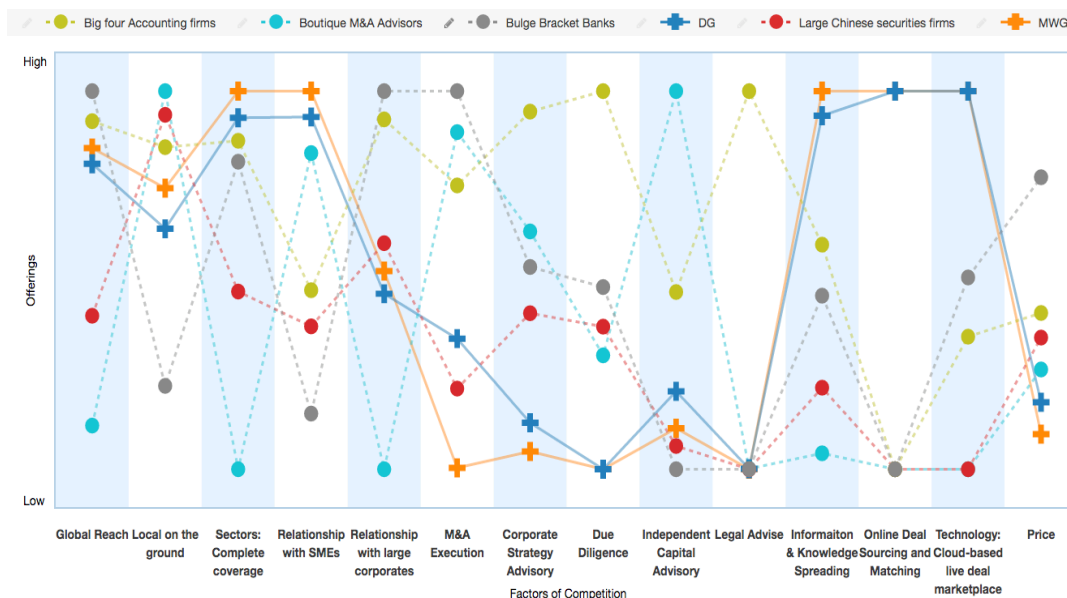 Big four Accounting firms Boutique M&A Advisors Bulge Bracket Banks DG Large Chinese securities firms MWG
High
Offerings
Low
Global Reach Local on the ground Sectors: Complete coverage Relationship with SMEs Relationship with large corporates M&A Execution Corporate Strategy Advisory Due Diligence Independent Capital Advisory Legal Advise Informaiton & Knowledge Spreading Online Deal Sourcing and Matching Technology: Cloud-based live deal marketplace Price
Factors of Competition